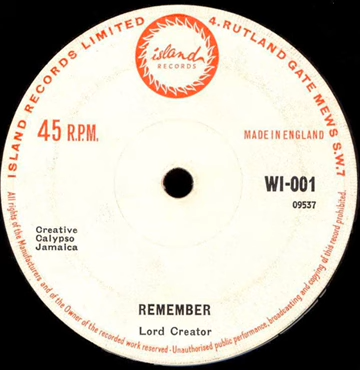 ISLAND RECORDS LIMITED 4. RUTLAND GATE MEWS S.W.7
island
RECORDS
45 R.P.M.
MADE IN ENGLAND
WI-001
09537
Creative
Calypso
Jamaica
REMEMBER
Lord Creator
All rights of the Manufacturers and of the Owner of the recorded work reserved - Unauthorised public performance, broadcasting and copying of this record prohibited.